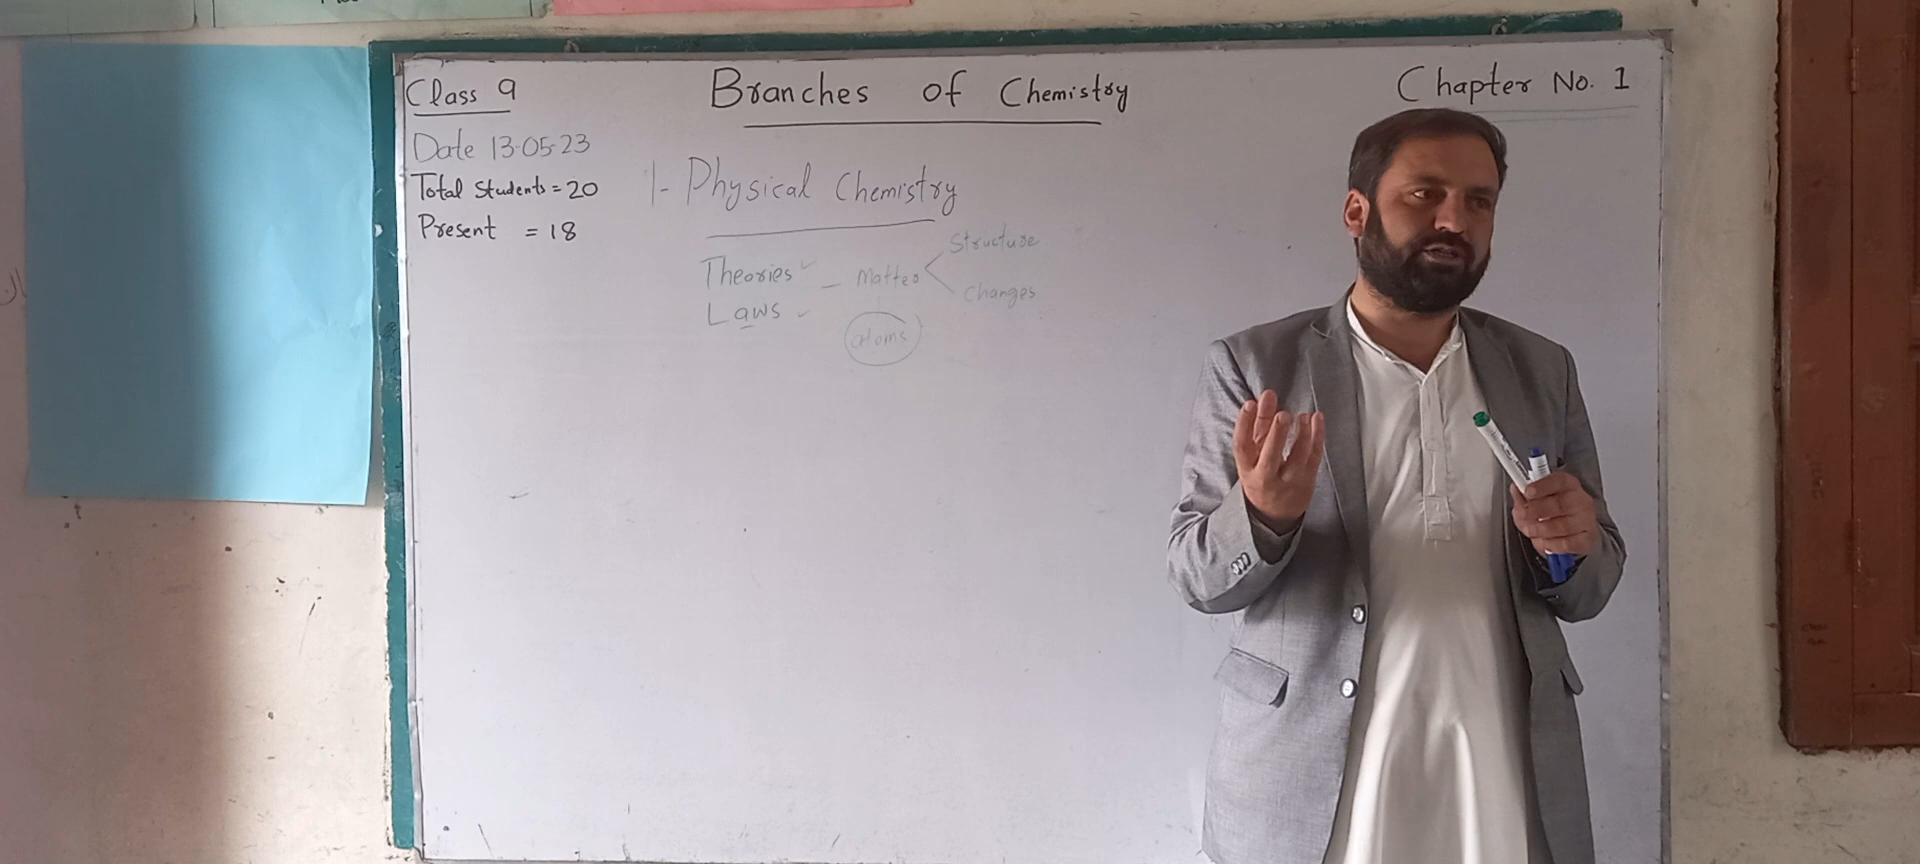 Class 9
Branches of Chemistry
Chapter No. 1
Date 13-05-23
Total Students = 20
Present = 18
1- Physical Chemistry
Theories - Matter
Structure
Changes
Laws
atoms